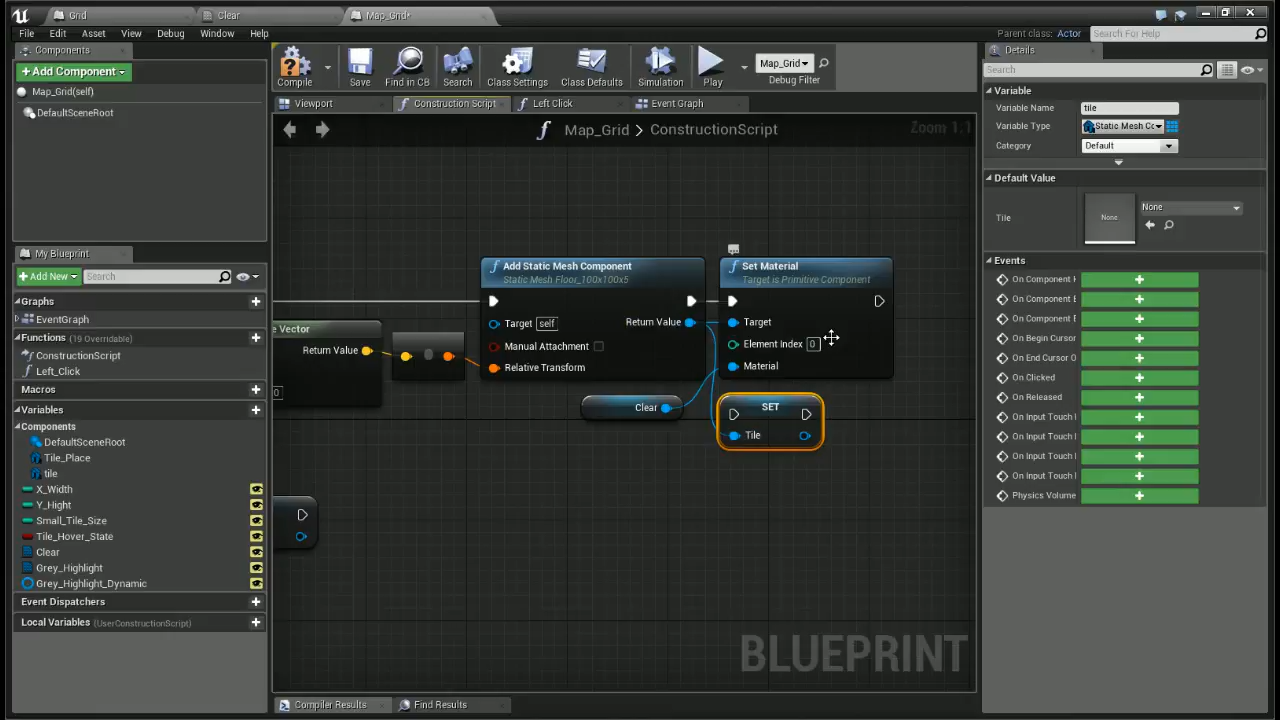 Grid
Clear
Map_Grid*
File
Edit
Asset
View
Debug
Window
Help
Parent class: Actor
Search For Help
Components
+Add Component
Map_Grid(self)
DefaultSceneRoot
Compile
Save
Find in CB
Search
Class Settings
Class Defaults
Simulation
Play
Map_Grid
Debug Filter
Viewport
Construction Script
Left Click
Event Graph
Map_Grid > ConstructionScript
Zoom 1:1
My Blueprint
+Add New
Search
Graphs
EventGraph
Functions (19 Overridable)
ConstructionScript
Left_Click
Macros
Variables
Components
DefaultSceneRoot
Tile_Place
tile
X_Width
Y_Hight
Small_Tile_Size
Tile_Hover_State
Clear
Grey_Highlight
Grey_Highlight_Dynamic
Event Dispatchers
Local Variables (UserConstructionScript)
e Vector
Return Value
0
Add Static Mesh Component
Static Mesh Floor_100x100x5
Target self
Return Value
Manual Attachment
Relative Transform
Set Material
Target is Primitive Component
Target
Element Index 0
Material
Clear
SET
Tile
BLUEPRINT
Compiler Results
Find Results
Details
Search
Variable
Variable Name tile
Variable Type Static Mesh Co
Category Default
Default Value
Tile None None
Events
On Component H
On Component B
On Component E
On Begin Cursor
On End Cursor O
On Clicked
On Released
On Input Touch
On Input Touch
On Input Touch
On Input Touch
Physics Volume